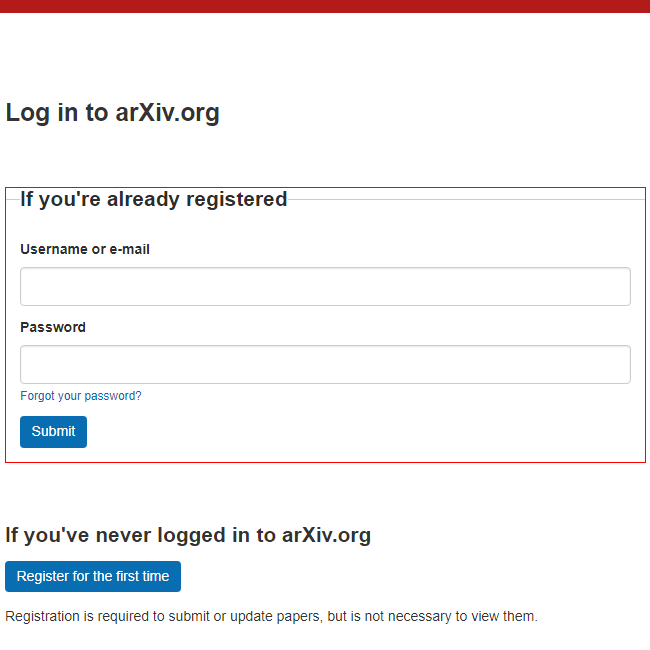 Log in to arXiv.org
If you're already registered
Username or e-mail
Password
Forgot your password?
Submit
If you've never logged in to arXiv.org
Register for the first time
Registration is required to submit or update papers, but is not necessary to view them.